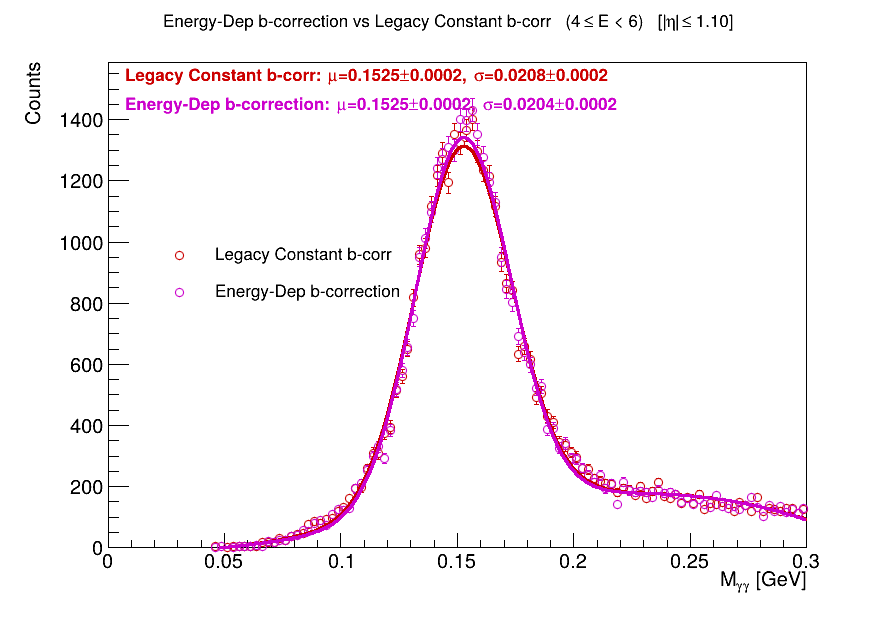 Energy-Dep b-correction vs Legacy Constant b-corr (4 ≤ E < 6) [|η| ≤ 1.10]
Legacy Constant b-corr: μ=0.1525±0.0002, σ=0.0208±0.0002
Energy-Dep b-correction: μ=0.1525±0.0002, σ=0.0204±0.0002
Counts
1400
1200
1000
800
600
400
200
0
Legacy Constant b-corr
Energy-Dep b-correction
0 0.05 0.1 0.15 0.2 0.25 0.3
Mγγ [GeV]